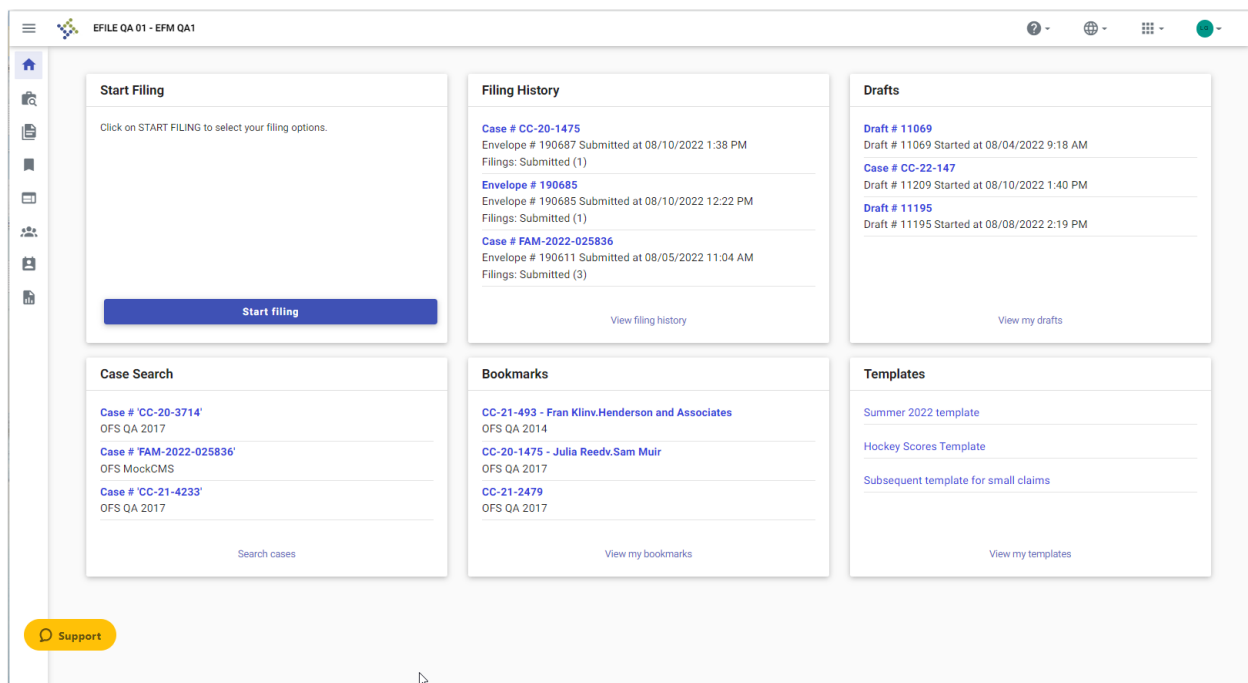 EFILE QA 01 - EFM QA1
Start Filing
Click on START FILING to select your filing options.
Start filing
Filing History
Case # CC-20-1475
Envelope # 190687 Submitted at 08/10/2022 1:38 PM
Filings: Submitted (1)
Envelope # 190685
Envelope # 190685 Submitted at 08/10/2022 12:22 PM
Filings: Submitted (1)
Case # FAM-2022-025836
Envelope # 190611 Submitted at 08/05/2022 11:04 AM
Filings: Submitted (3)
View filing history
Drafts
Draft # 11069
Draft # 11069 Started at 08/04/2022 9:18 AM
Case # CC-22-147
Draft # 11209 Started at 08/10/2022 1:40 PM
Draft # 11195
Draft # 11195 Started at 08/08/2022 2:19 PM
View my drafts
Case Search
Case # 'CC-20-3714'
OFS QA 2017
Case # 'FAM-2022-025836'
OFS MockCMS
Case # 'CC-21-4233'
OFS QA 2017
Search cases
Bookmarks
CC-21-493 - Fran Klinv.Henderson and Associates
OFS QA 2014
CC-20-1475 - Julia Reedv.Sam Muir
OFS QA 2017
CC-21-2479
OFS QA 2017
View my bookmarks
Templates
Summer 2022 template
Hockey Scores Template
Subsequent template for small claims
View my templates
Support